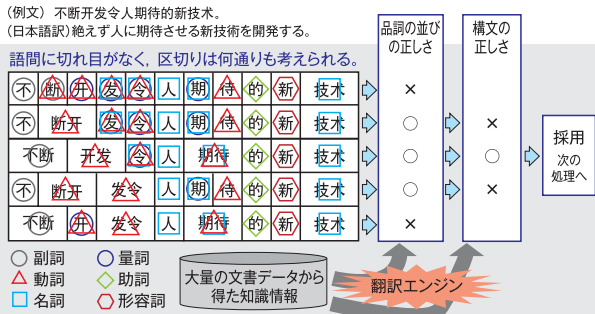 (例文) 不断开发令人期待的新技术。
(日本語訳) 絶えず人に期待させる新技術を開発する。
語間に切れ目がなく，区切りは何通りも考えられる。
品詞の並び
の正しさ
構文の
正しさ
不 断 开 发 令 人 期 待 的 新 技术 ×
不 断开 发 令 人 期 待 的 新 技术 ○ ×
不断 开发 令 人 期待 的 新 技术 ○ ○
不 断开 发令 人 期 待 的 新 技术 ○ ×
不断 开 发令 人 期待 的 新 技术 ×
採用
次の
処理へ
副詞 量詞
動詞 助詞
名詞 形容詞
大量の文書データから
得た知識情報
翻訳エンジン